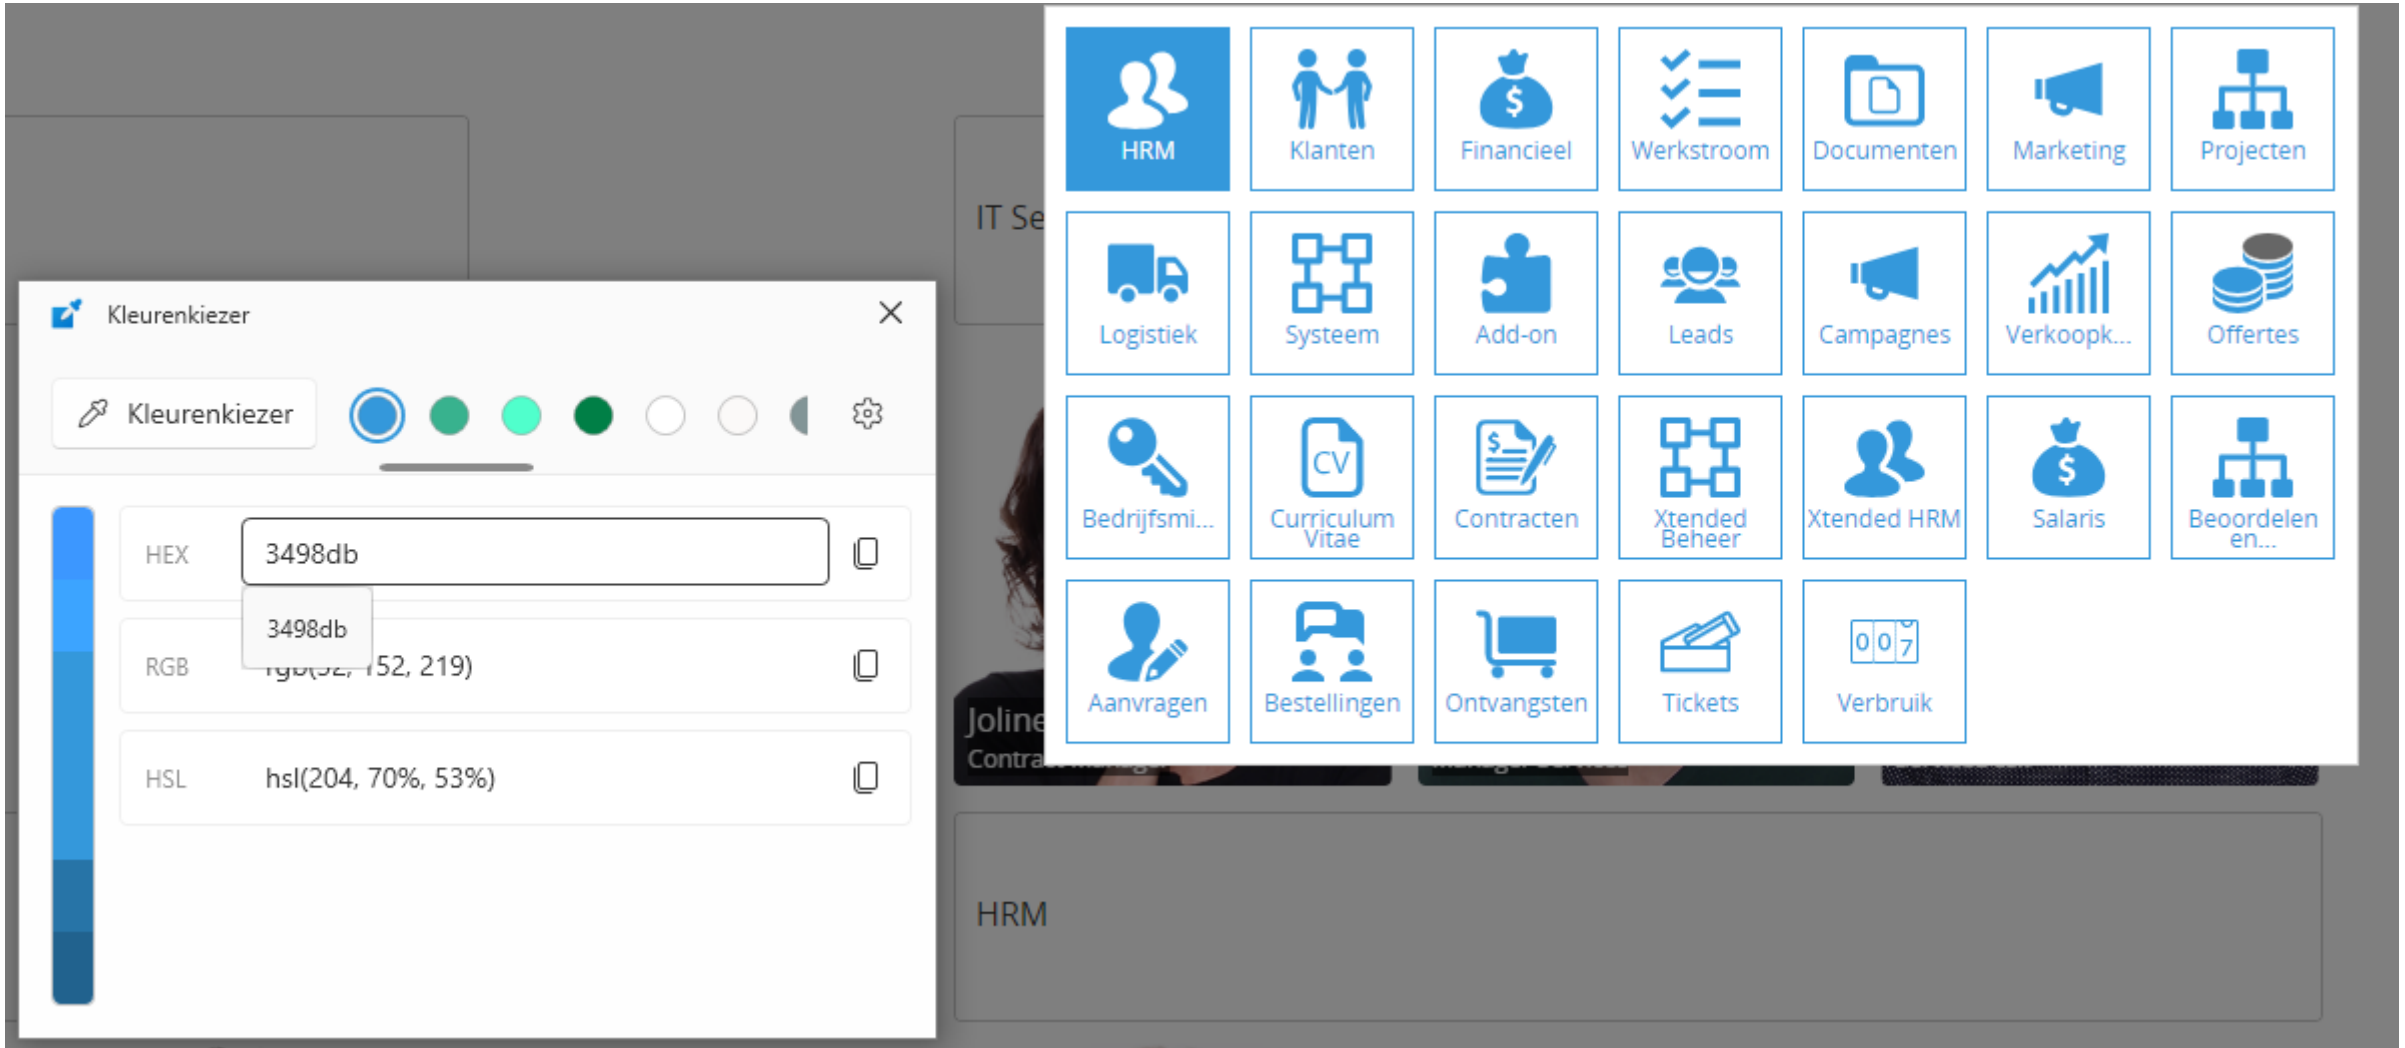 HRM
Klanten
Financieel
Werkstroom
Documenten
Marketing
Projecten
IT Se
Logistiek
Systeem
Add-on
Leads
Campagnes
Verkoopk...
Offertes
Kleurenkiezer
Kleurenkiezer
Bedrijfsmi...
CV
Curriculum
Vitae
Contracten
Xtended
Beheer
Xtended HRM
Salaris
Beoordelen
en...
HEX 3498db
3498db
RGB rgb(52, 152, 219)
HSL hsl(204, 70%, 53%)
Aanvragen
Bestellingen
Ontvangsten
Tickets
007
Verbruik
Joline
HRM